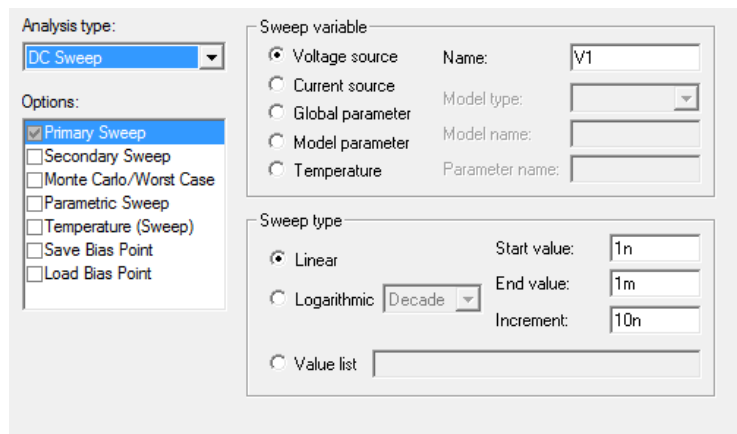 Analysis type:
DC Sweep
Options:
Primary Sweep
Secondary Sweep
Monte Carlo/Worst Case
Parametric Sweep
Temperature (Sweep)
Save Bias Point
Load Bias Point
Sweep variable
Voltage source
Current source
Global parameter
Model parameter
Temperature
Name: V1
Model type:
Model name:
Parameter name:
Sweep type
Linear
Logarithmic Decade
Value list
Start value: 1n
End value: 1m
Increment: 10n